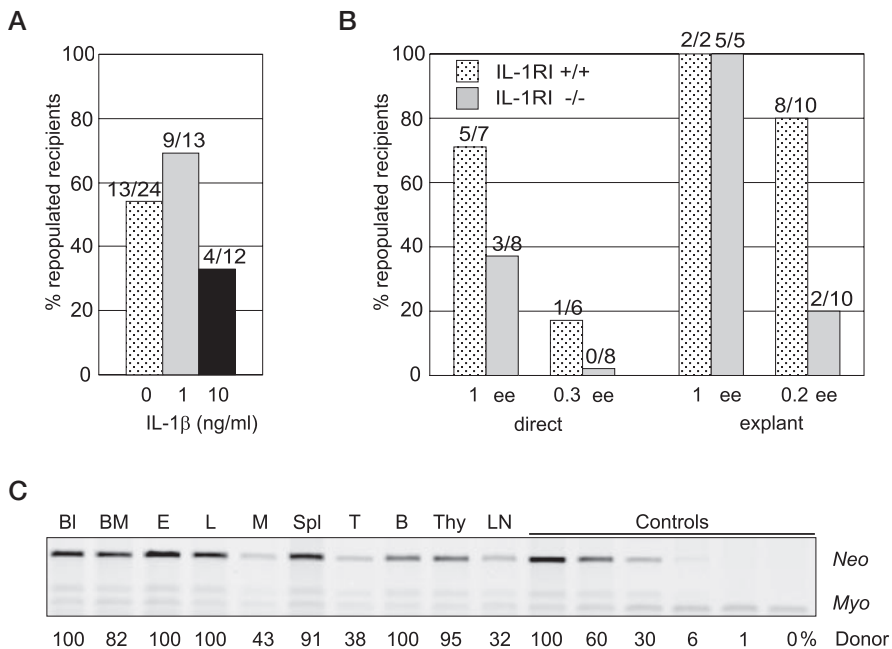 A
% repopulated recipients
100
80
60
40
20
0
13/24
9/13
4/12
0 1 10
IL-1β (ng/ml)
B
% repopulated recipients
100
80
60
40
20
0
IL-1RI +/+
IL-1RI -/-
5/7
3/8
1/6
0/8
2/2 5/5
8/10
2/10
1 ee 0.3 ee 1 ee 0.2 ee
direct explant
C
Bl BM E L M Spl T B Thy LN Controls
Neo
Myo
100 82 100 100 43 91 38 100 95 32 100 60 30 6 1 0% Donor